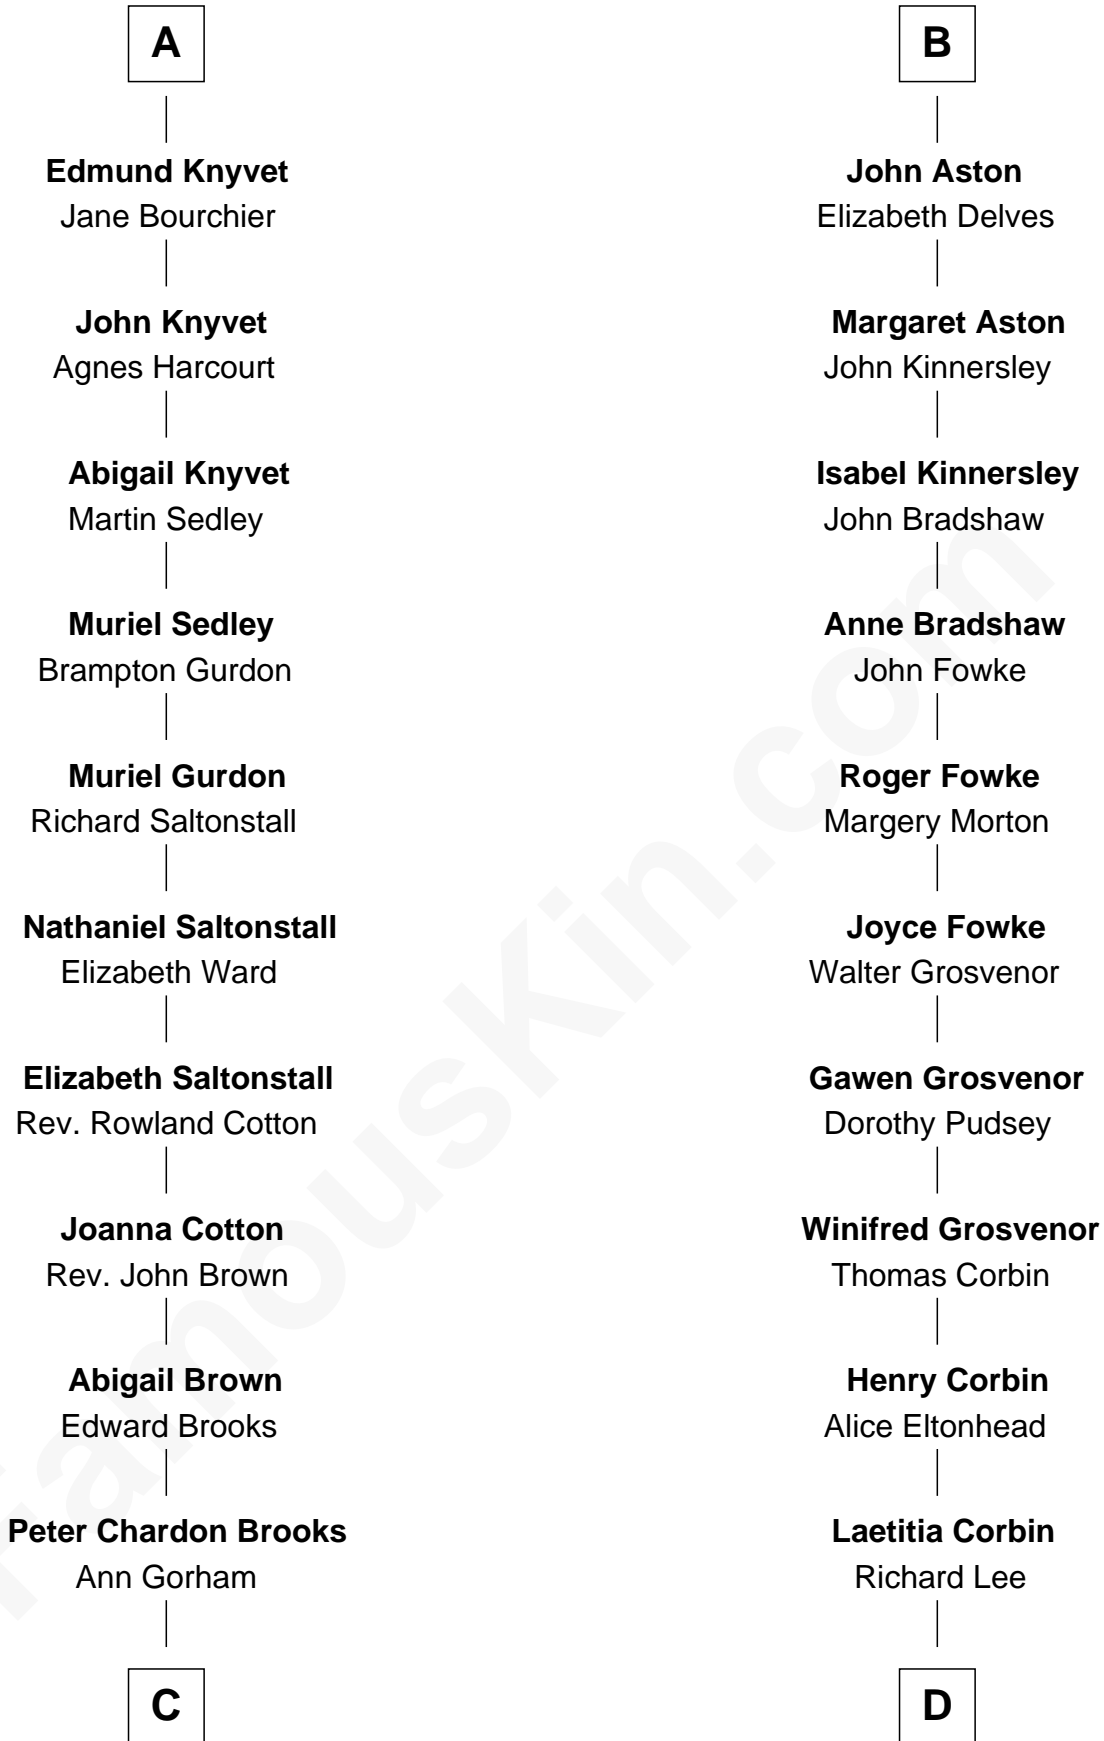 A
Edmund Knyvet
Jane Bourchier
John Knyvet
Agnes Harcourt
Abigail Knyvet
Martin Sedley
Muriel Sedley
Brampton Gurdon
Muriel Gurdon
Richard Saltonstall
Nathaniel Saltonstall
Elizabeth Ward
Elizabeth Saltonstall
Rev. Rowland Cotton
Joanna Cotton
Rev. John Brown
Abigail Brown
Edward Brooks
Peter Chardon Brooks
Ann Gorham
C
B
John Aston
Elizabeth Delves
Margaret Aston
John Kinnersley
Isabel Kinnersley
John Bradshaw
Anne Bradshaw
John Fowke
Roger Fowke
Margery Morton
Joyce Fowke
Walter Grosvenor
Gawen Grosvenor
Dorothy Pudsey
Winifred Grosvenor
Thomas Corbin
Henry Corbin
Alice Eltonhead
Laetitia Corbin
Richard Lee
D
FamousKin.com